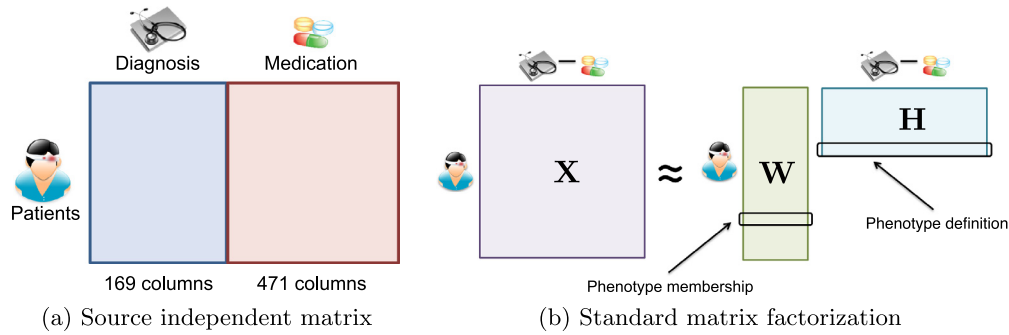 Diagnosis
Medication
Patients
169 columns
471 columns
(a) Source independent matrix
X
≈
W
H
Phenotype definition
Phenotype membership
(b) Standard matrix factorization